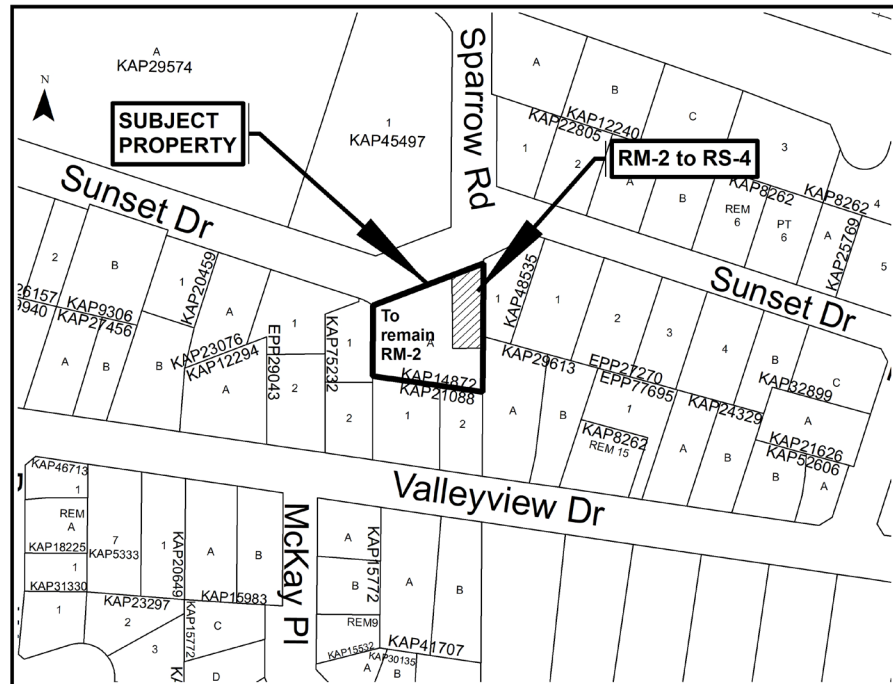 A
KAP29574
N
SUBJECT
PROPERTY
1
KAP45497
Sparrow Rd
A
B
C
KAP12240
KAP22805
1
2
3
RM-2 to RS-4
A
B
KAP8262
KAP8262
REM
6
PT
6
A
KAP25769
4
5
Sunset Dr
2
B
1
KAP20459
A
1
26157
9940
KAP9306
KAP27456
A
B
B
KAP23076
KAP12294
A
EPP29043
2
KAP75232
1
2
To
remain
RM-2
A
KAP14872
KAP21088
1
2
1
KAP48535
1
2
3
4
B
C
Sunset Dr
KAP29613
EPP27270
EPP77695
KAP32899
A
B
1
KAP8262
REM 15
A
B
KAP24329
A
KAP21626
KAP52606
B
A
Valleyview Dr
KAP46713
1
REM
A
KAP18225
1
KAP31330
1
7
KAP5333
1
KAP20649
A
B
KAP15983
KAP23297
2
3
KAP15772
C
D
McKay Pl
A
KAP15772
B
REM9
KAP15532
A
B
KAP41707
KAP30135
A
B